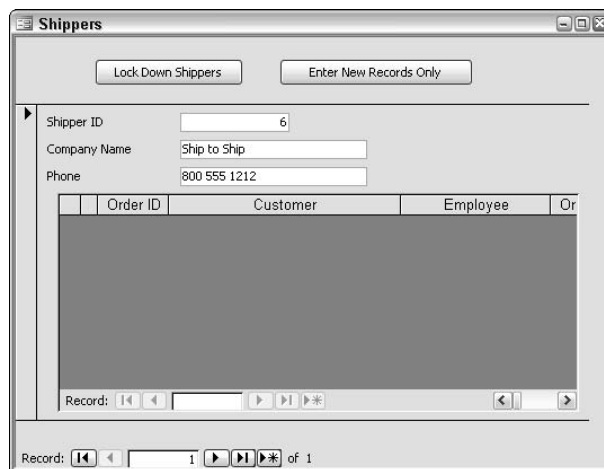 Shippers
Lock Down Shippers Enter New Records Only
Shipper ID 6
Company Name Ship to Ship
Phone 800 555 1212
Order ID Customer Employee Or
Record:
Record: 1 of 1